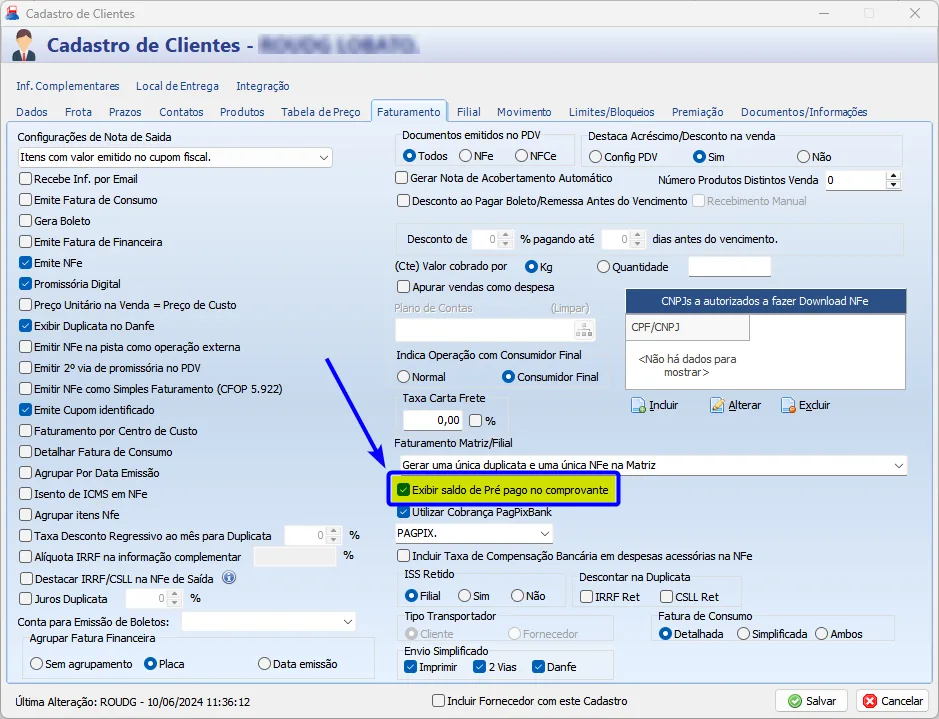 Cadastro de Clientes
Cadastro de Clientes -
Inf. Complementares Local de Entrega Integração
Dados Frota Prazos Contatos Produtos Tabela de Preço Faturamento Filial Movimento Limites/Bloqueios Premiação Documentos/Informações
Configurações de Nota de Saida
Itens com valor emitido no cupom fiscal.
Recebe Inf. por Email
Emite Fatura de Consumo
Gera Boleto
Emite Fatura de Financeira
Emite NFe
Promissória Digital
Preço Unitário na Venda = Preço de Custo
Exibir Duplicata no Danfe
Emitir NFe na pista como operação externa
Emitir 2º via de promissória no PDV
Emitir NFe como Simples Faturamento (CFOP 5.922)
Emite Cupom identificado
Faturamento por Centro de Custo
Detalhar Fatura de Consumo
Agrupar Por Data Emissão
Isento de ICMS em NFe
Agrupar itens Nfe
Taxa Desconto Regressivo ao mês para Duplicata 0 %
Alíquota IRRF na informação complementar %
Destacar IRRF/CSLL na NFe de Saída
Juros Duplicata 0 %
Conta para Emissão de Boletos:
Agrupar Fatura Financeira
Sem agrupamento Placa Data emissão
Documentos emitidos no PDV
Todos NFe NFCe
Destaca Acréscimo/Desconto na venda
Config PDV Sim Não
Gerar Nota de Acobertamento Automático
Número Produtos Distintos Venda 0
Desconto ao Pagar Boleto/Remessa Antes do Vencimento Recebimento Manual
Desconto de 0 % pagando até 0 dias antes do vencimento.
(Cte) Valor cobrado por Kg Quantidade
Apurar vendas como despesa
Plano de Contas (Limpar)
CNPJs a autorizados a fazer Download NFe
CPF/CNPJ
<Não há dados para
mostrar>
Incluir Alterar Excluir
Indica Operação com Consumidor Final
Normal Consumidor Final
Taxa Carta Frete
0,00 %
Faturamento Matriz/Filial
Gerar uma única duplicata e uma única NFe na Matriz
Exibir saldo de Pré pago no comprovante
Utilizar Cobrança PagPixBank
PAGPIX.
Incluir Taxa de Compensação Bancária em despesas acessórias na NFe
ISS Retido
Filial Sim Não
Descontar na Duplicata
IRRF Ret CSLL Ret
Tipo Transportador
Cliente Fornecedor
Fatura de Consumo
Detalhada Simplificada Ambos
Envio Simplificado
Imprimir 2 Vias Danfe
Última Alteração: ROUDG - 10/06/2024 11:36:12
Incluir Fornecedor com este Cadastro
Salvar Cancelar